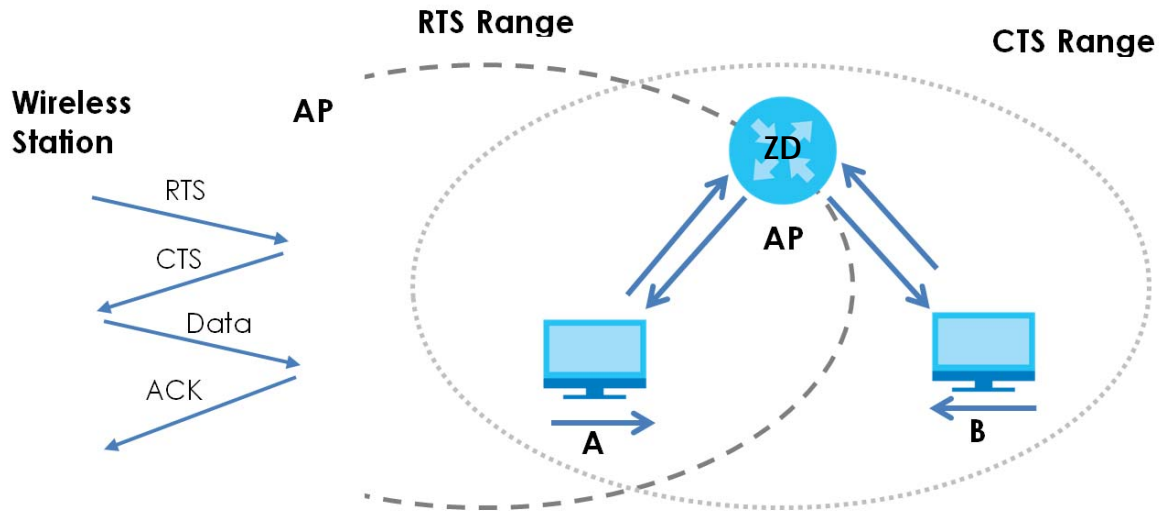 RTS Range
CTS Range
Wireless
Station
AP
RTS
CTS
Data
ACK
ZD
AP
A
B